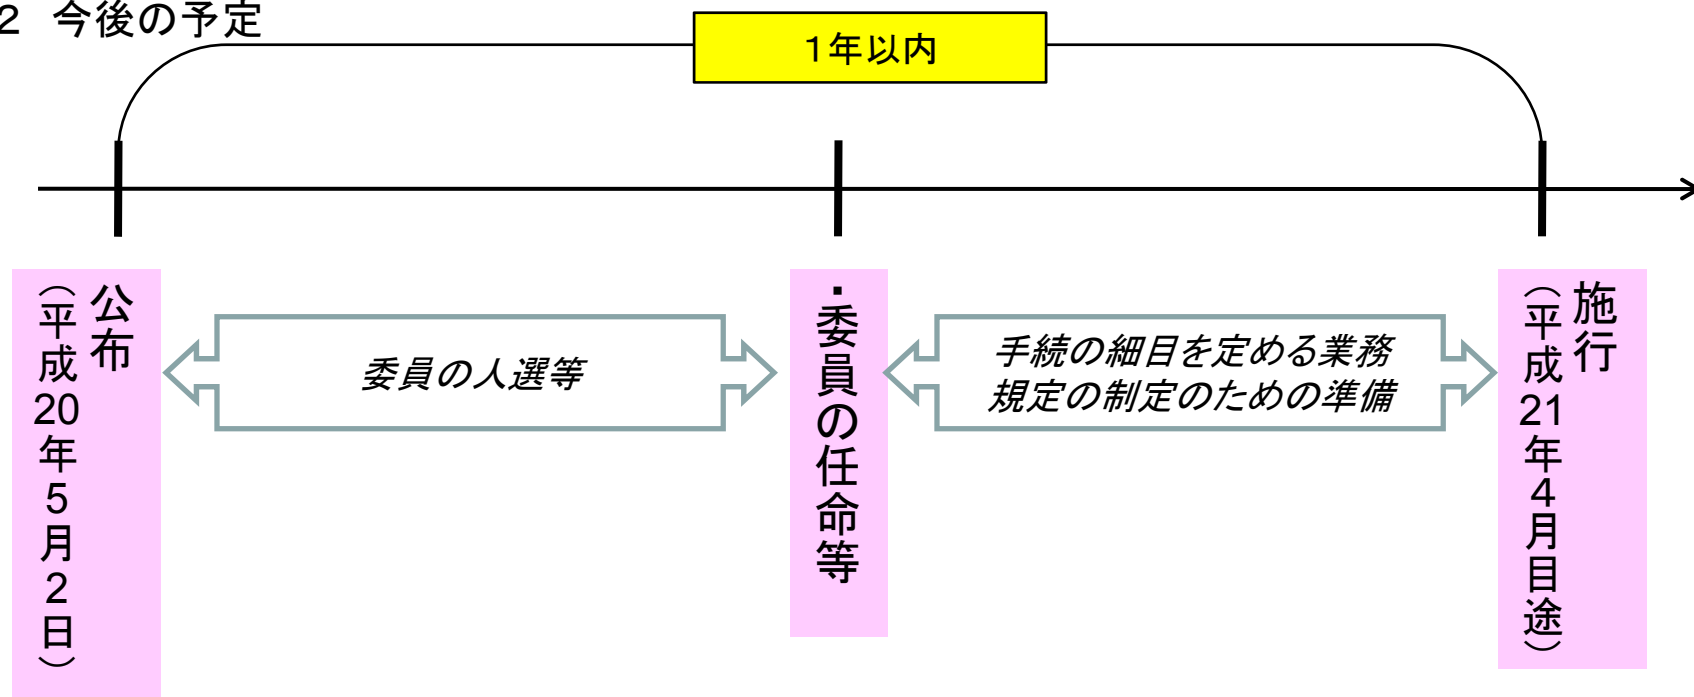 2 今後の予定
1年以内
公布
（平成20年5月2日）
委員の人選等
・委員の任命等
手続の細目を定める業務
規定の制定のための準備
施行
（平成21年4月目途）